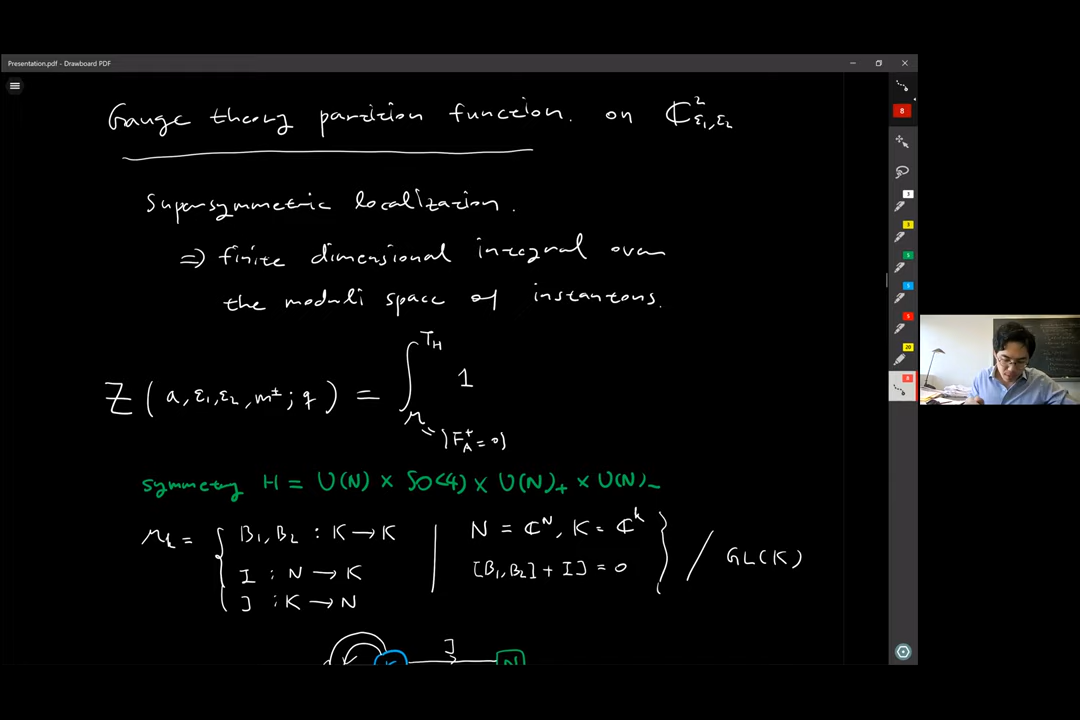 Presentation.pdf - Drawboard PDF
Gauge theory partition function. on ℂ²_{ε₁,ε₂}
Supersymmetric localization.
⇒ finite dimensional integral over
the moduli space of instantons.
Z(a, ε₁, ε₂, m^±; q) = ∫_{M = {F_A^+ = 0}}^{T_H} 1
symmetry H = U(N) × SO(4) × U(N)₊ × U(N)₋
M_k = { B₁, B₂ : K → K | N = ℂ^N, K = ℂ^k } / GL(K)
I : N → K [B₁, B₂] + IJ = 0
J : K → N
J
K N